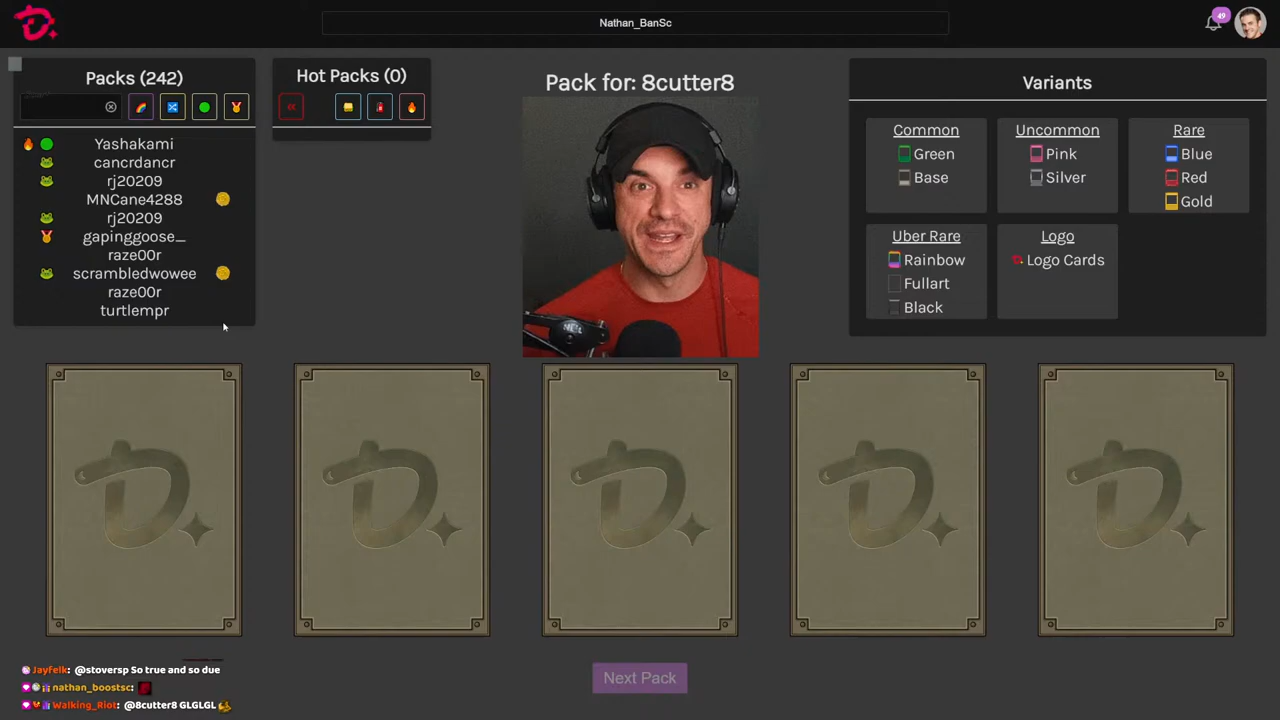 Nathan_BanSc
49
Packs (242)
Yashakami
cancrdancr
rj20209
MNCane4288
rj20209
gapinggoose_
raze00r
scrambledwowee
raze00r
turtlempr
Hot Packs (0)
Pack for: 8cutter8
Variants
Common
Green
Base
Uncommon
Pink
Silver
Rare
Blue
Red
Gold
Uber Rare
Rainbow
Fullart
Black
Logo
Logo Cards
Jayfelk: @stoversp So true and so due
nathan_boostsc:
Walking_Riot: @8cutter8 GLGLGL
Next Pack